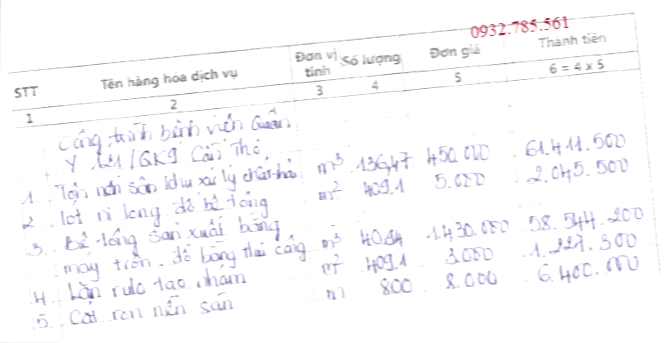 0932.785.561
STT Tên hàng hóa dịch vụ Đơn vị tính Số lượng Đơn giá Thành tiền
1 2 3 4 5 6 = 4 x 5
Công trình bệnh viện Quân
Y 121/QK9 Cần Thơ
1. Tôn nền sân khu xử lý chất thải m³ 136,47 450.000 61.411.500
2. lót ni long đổ bê tông m² 409.1 5.000 2.045.500
3. Bê tông sản xuất bằng
máy trộn. đổ bằng thủ công m³ 40.94 1.430.000 58.544.200
4. Lăn rulo tạo nhám m² 409.1 3.000 1.227.300
5. Cắt ron nền sân m 800 8.000 6.400.000